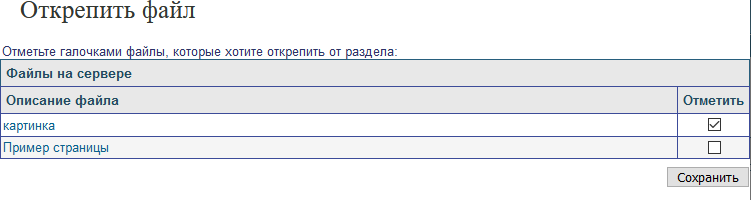 Открепить файл
Отметьте галочками файлы, которые хотите открепить от раздела:
Файлы на сервере
Описание файла Отметить
картинка
Пример страницы
Сохранить